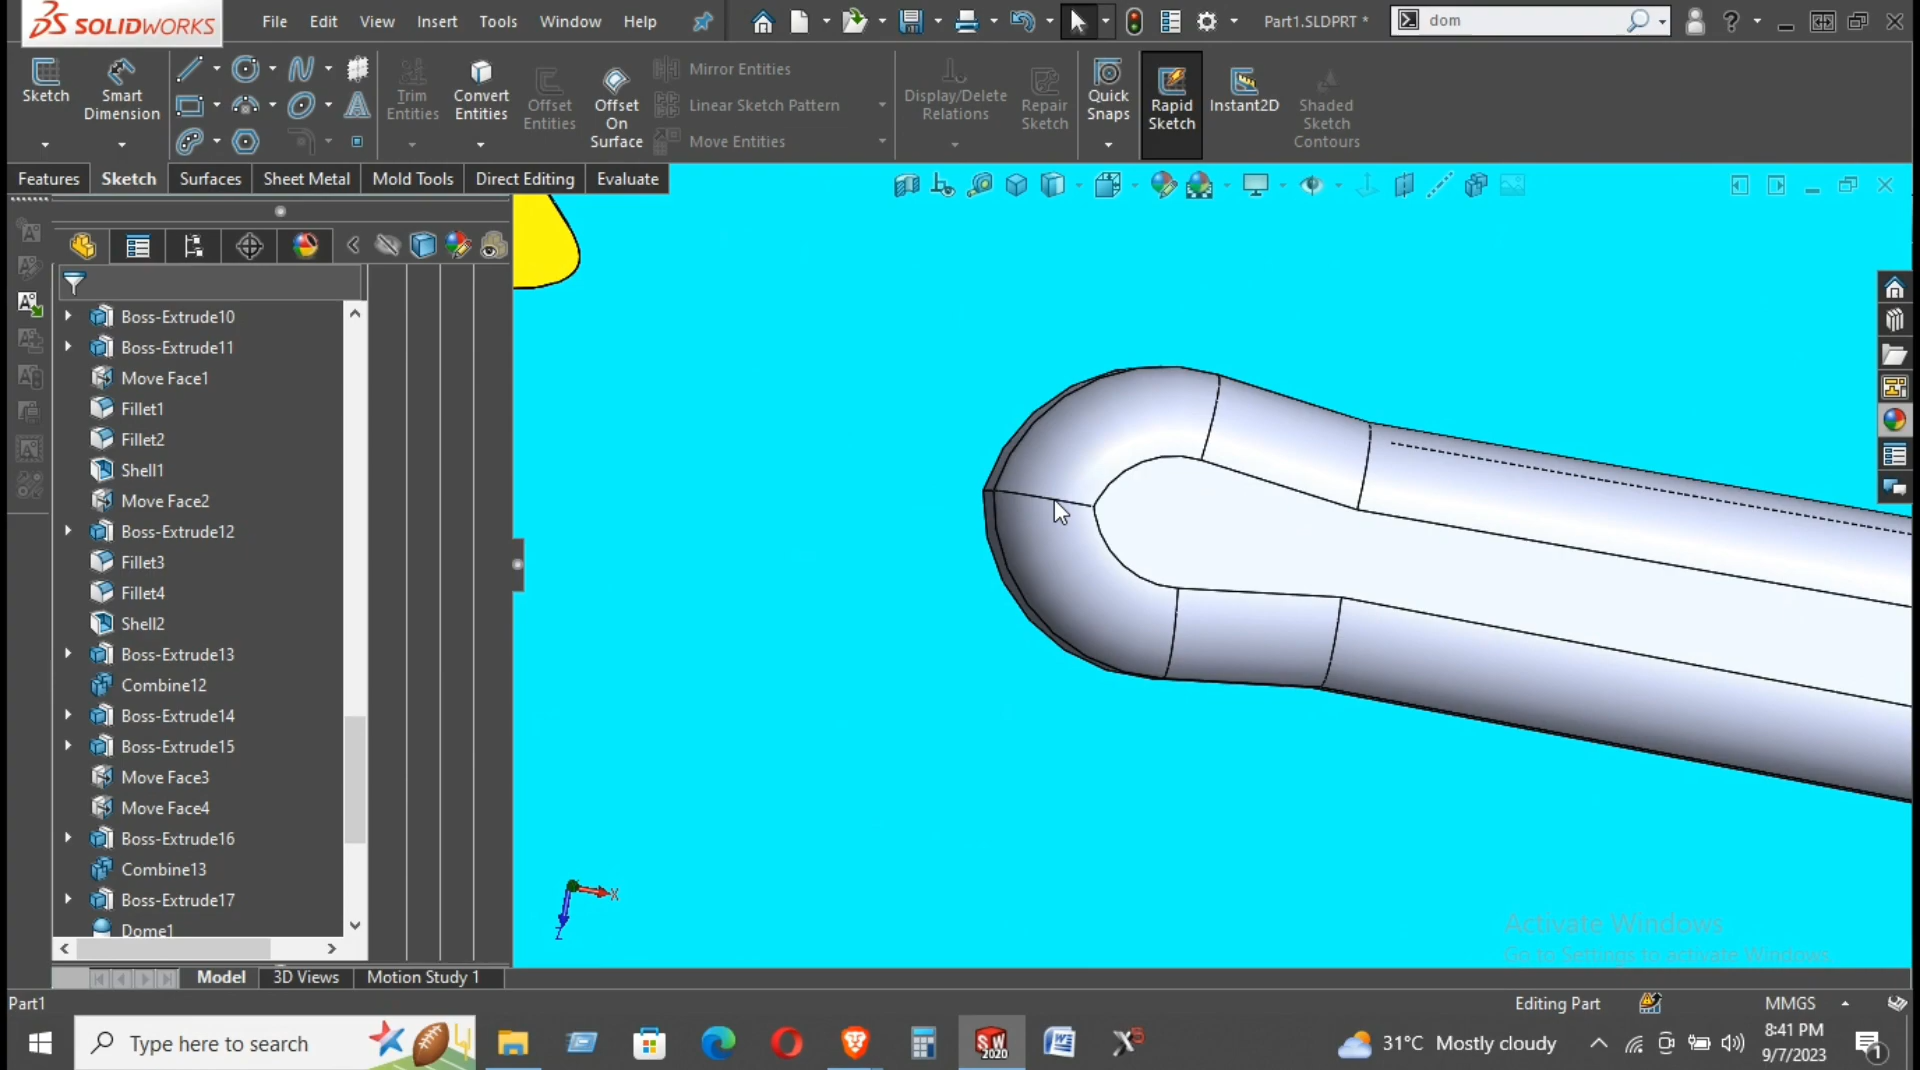 SOLIDWORKS File Edit View Insert Tools Window Help Part1.SLDPRT * dom
Sketch Smart Dimension Trim Entities Convert Entities Offset Entities Offset On Surface Mirror Entities Linear Sketch Pattern Move Entities Display/Delete Relations Repair Sketch Quick Snaps Rapid Sketch Instant2D Shaded Sketch Contours
Features Sketch Surfaces Sheet Metal Mold Tools Direct Editing Evaluate
Boss-Extrude10
Boss-Extrude11
Move Face1
Fillet1
Fillet2
Shell1
Move Face2
Boss-Extrude12
Fillet3
Fillet4
Shell2
Boss-Extrude13
Combine12
Boss-Extrude14
Boss-Extrude15
Move Face3
Move Face4
Boss-Extrude16
Combine13
Boss-Extrude17
Dome1
X
Z
Activate Windows
Go to Settings to activate Windows.
Model 3D Views Motion Study 1
Part1 Editing Part MMGS
Type here to search SW 2020 31°C Mostly cloudy 8:41 PM
9/7/2023 1